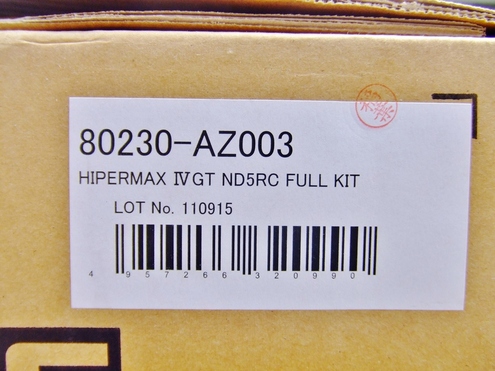 80230-AZ003
HIPERMAX ⅣGT ND5RC FULL KIT
LOT No. 110915
4 957266 320990